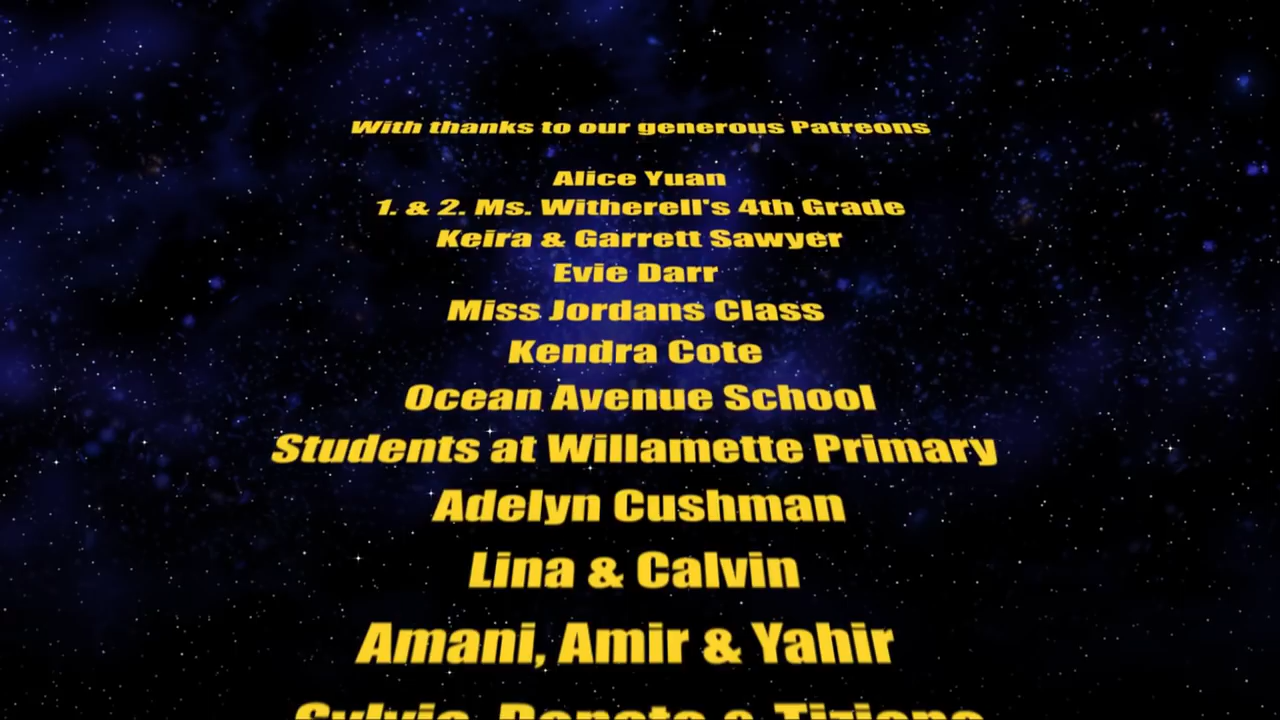 With thanks to our generous Patreons
Alice Yuan
1. & 2. Ms. Witherell's 4th Grade
Keira & Garrett Sawyer
Evie Darr
Miss Jordans Class
Kendra Cote
Ocean Avenue School
Students at Willamette Primary
Adelyn Cushman
Lina & Calvin
Amani, Amir & Yahir